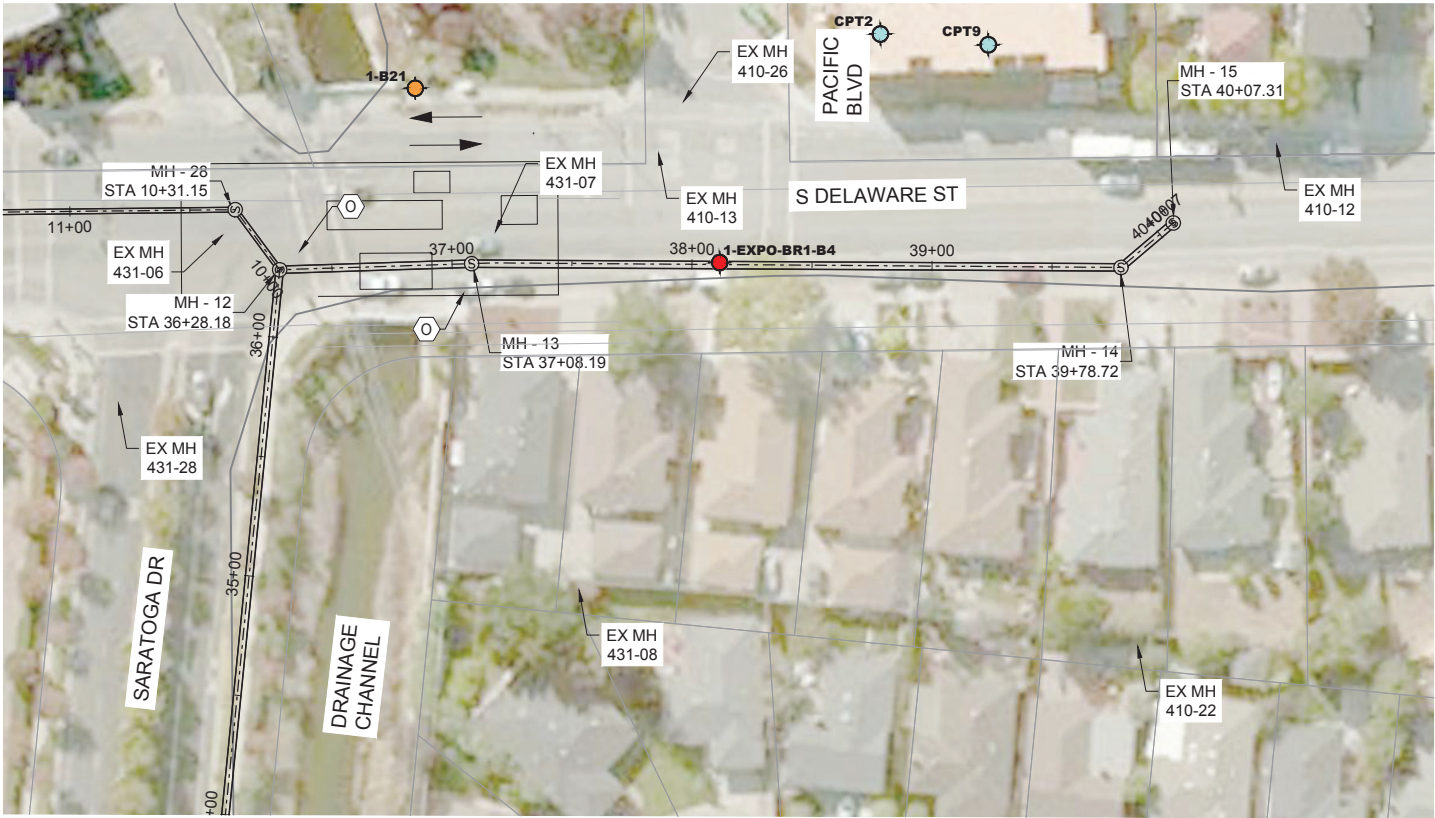 CPT2
CPT9
EX MH
410-26
PACIFIC
BLVD
MH - 15
STA 40+07.31
1-B21
MH - 28
STA 10+31.15
EX MH
431-07
EX MH
410-13
S DELAWARE ST
EX MH
410-12
O
11+00
EX MH
431-06
37+00
38+00
1-EXPO-BR1-B4
39+00
MH - 12
STA 36+28.18
36+00
O
MH - 13
STA 37+08.19
MH - 14
STA 39+78.72
EX MH
431-28
35+00
SARATOGA DR
DRAINAGE
CHANNEL
EX MH
431-08
EX MH
410-22
S
S
S
S
S
S